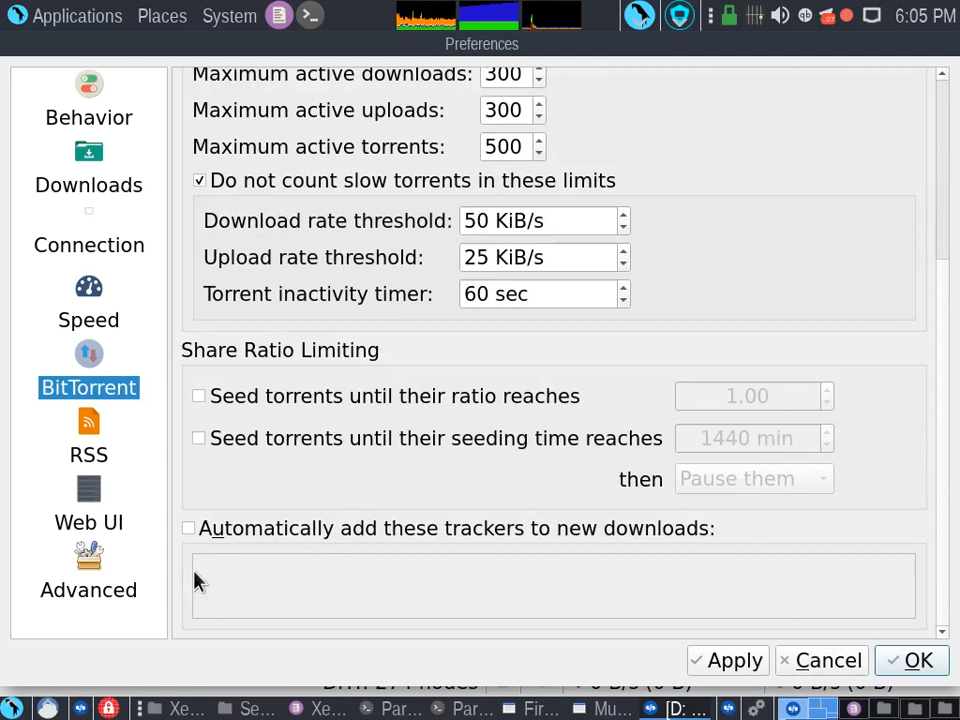 Applications Places System 6:05 PM
Preferences
Behavior
Downloads
Connection
Speed
BitTorrent
RSS
Web UI
Advanced
Maximum active downloads: 300
Maximum active uploads: 300
Maximum active torrents: 500
Do not count slow torrents in these limits
Download rate threshold: 50 KiB/s
Upload rate threshold: 25 KiB/s
Torrent inactivity timer: 60 sec
Share Ratio Limiting
Seed torrents until their ratio reaches 1.00
Seed torrents until their seeding time reaches 1440 min
then Pause them
Automatically add these trackers to new downloads:
Apply Cancel OK
Xe... Se... Xe... Par... Par... Fir... Mu... [D: ...